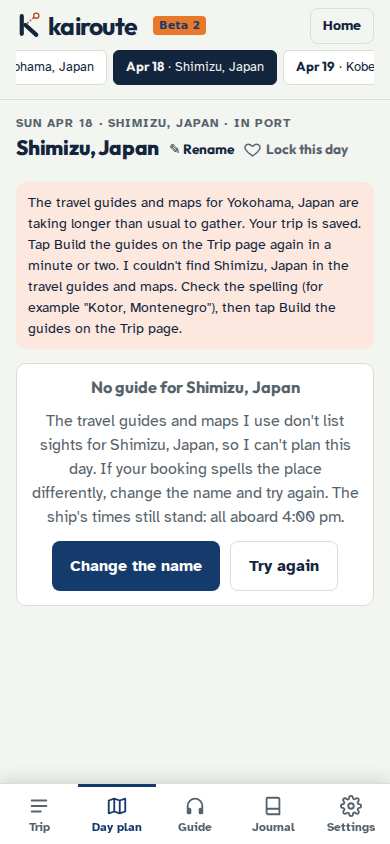 kairoute
Beta 2
Home
ohama, Japan
Apr 18 · Shimizu, Japan
Apr 19 · Kobe
SUN APR 18 · SHIMIZU, JAPAN · IN PORT
Shimizu, Japan
✎ Rename
Lock this day
The travel guides and maps for Yokohama, Japan are
taking longer than usual to gather. Your trip is saved.
Tap Build the guides on the Trip page again in a
minute or two. I couldn't find Shimizu, Japan in the
travel guides and maps. Check the spelling (for
example "Kotor, Montenegro"), then tap Build the
guides on the Trip page.
No guide for Shimizu, Japan
The travel guides and maps I use don't list
sights for Shimizu, Japan, so I can't plan this
day. If your booking spells the place
differently, change the name and try again. The
ship's times still stand: all aboard 4:00 pm.
Change the name
Try again
Trip
Day plan
Guide
Journal
Settings